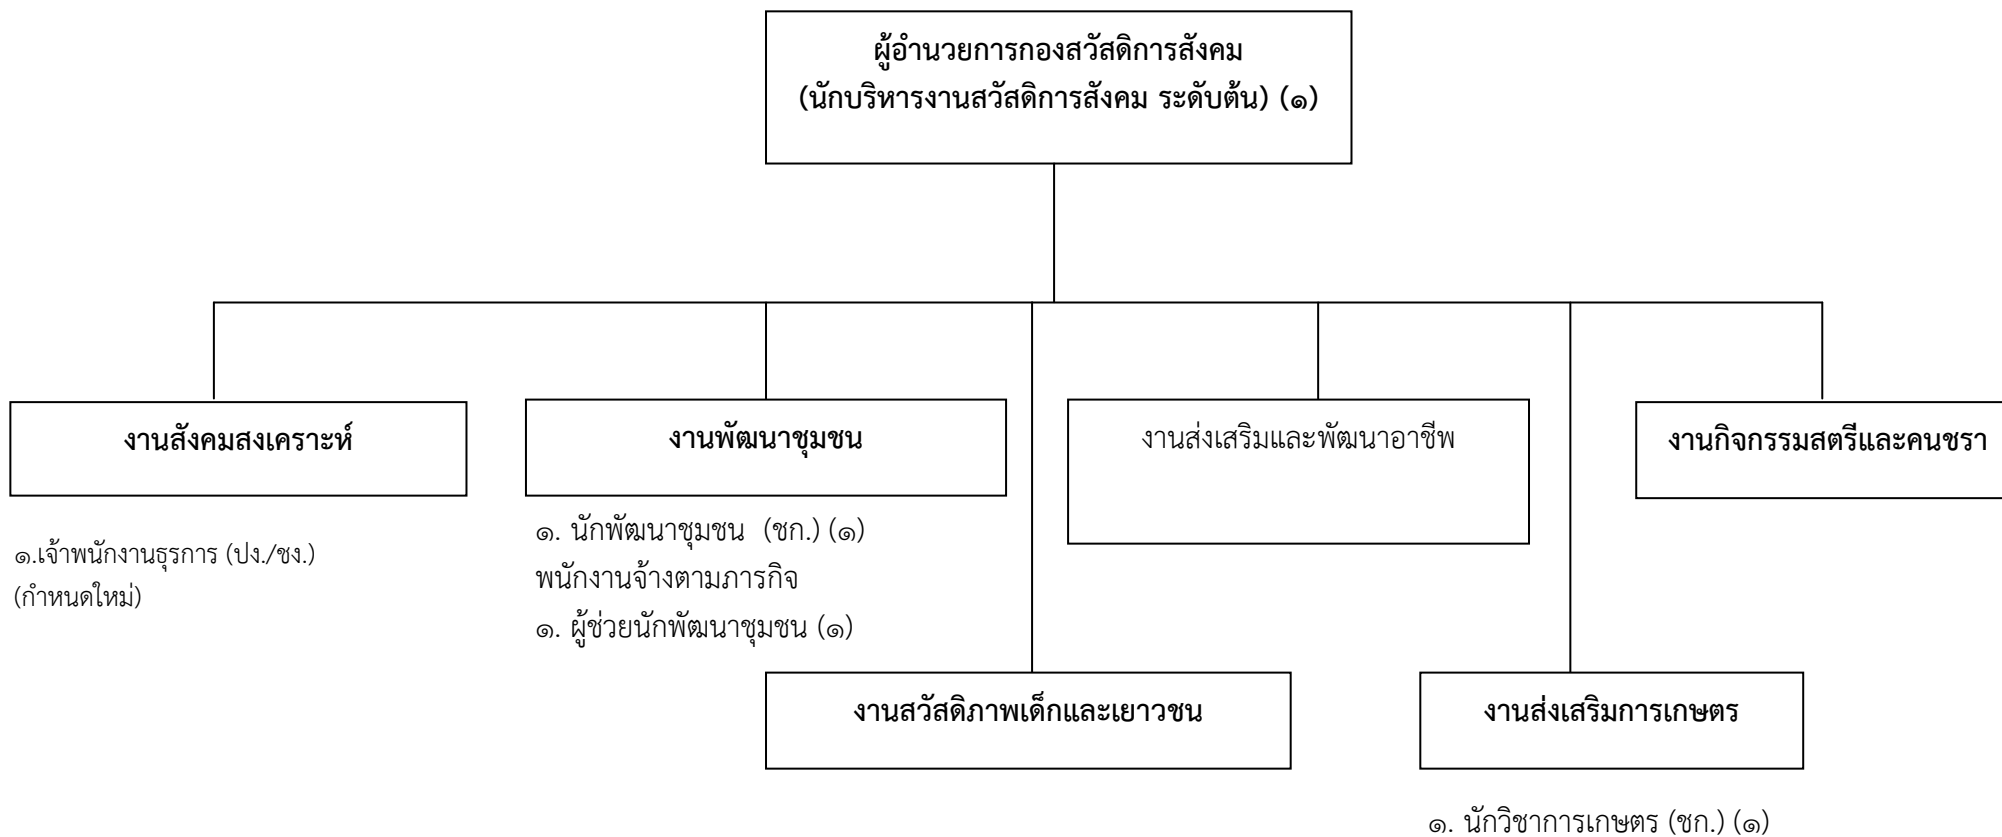 ผู้อำนวยการกองสวัสดิการสังคม
(นักบริหารงานสวัสดิการสังคม ระดับต้น) (๑)
งานสังคมสงเคราะห์
๑.เจ้าพนักงานธุรการ (ปง./ชง.)
(กำหนดใหม่)
งานพัฒนาชุมชน
๑. นักพัฒนาชุมชน (ชก.) (๑)
พนักงานจ้างตามภารกิจ
๑. ผู้ช่วยนักพัฒนาชุมชน (๑)
งานส่งเสริมและพัฒนาอาชีพ
งานกิจกรรมสตรีและคนชรา
งานสวัสดิภาพเด็กและเยาวชน
งานส่งเสริมการเกษตร
๑. นักวิชาการเกษตร (ชก.) (๑)